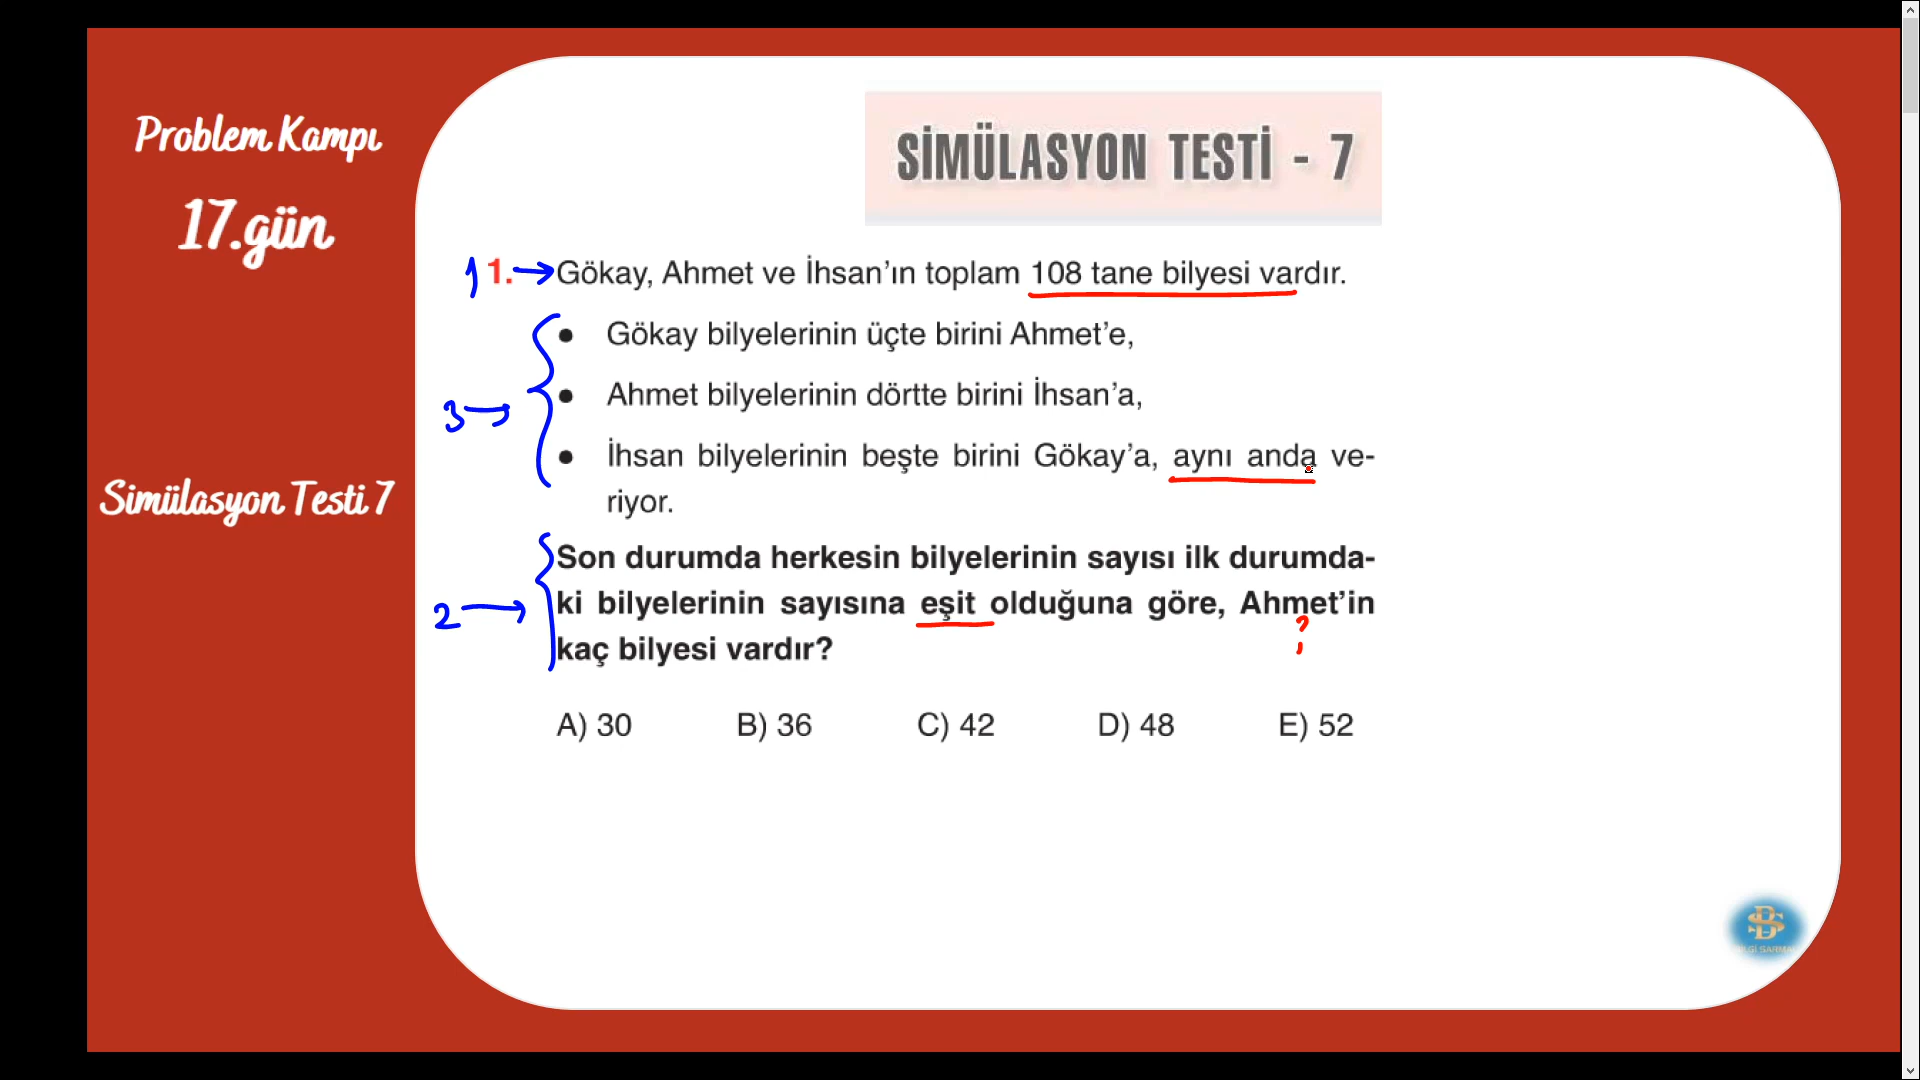 Problem Kampı
17.gün
Simülasyon Testi 7
SİMÜLASYON TESTİ - 7
1 1. → Gökay, Ahmet ve İhsan’ın toplam 108 tane bilyesi vardır.
3 →
• Gökay bilyelerinin üçte birini Ahmet’e,
• Ahmet bilyelerinin dörtte birini İhsan’a,
• İhsan bilyelerinin beşte birini Gökay’a, aynı anda ve-
riyor.
2 →
Son durumda herkesin bilyelerinin sayısı ilk durumda-
ki bilyelerinin sayısına eşit olduğuna göre, Ahmet’in
?
kaç bilyesi vardır?
A) 30 B) 36 C) 42 D) 48 E) 52